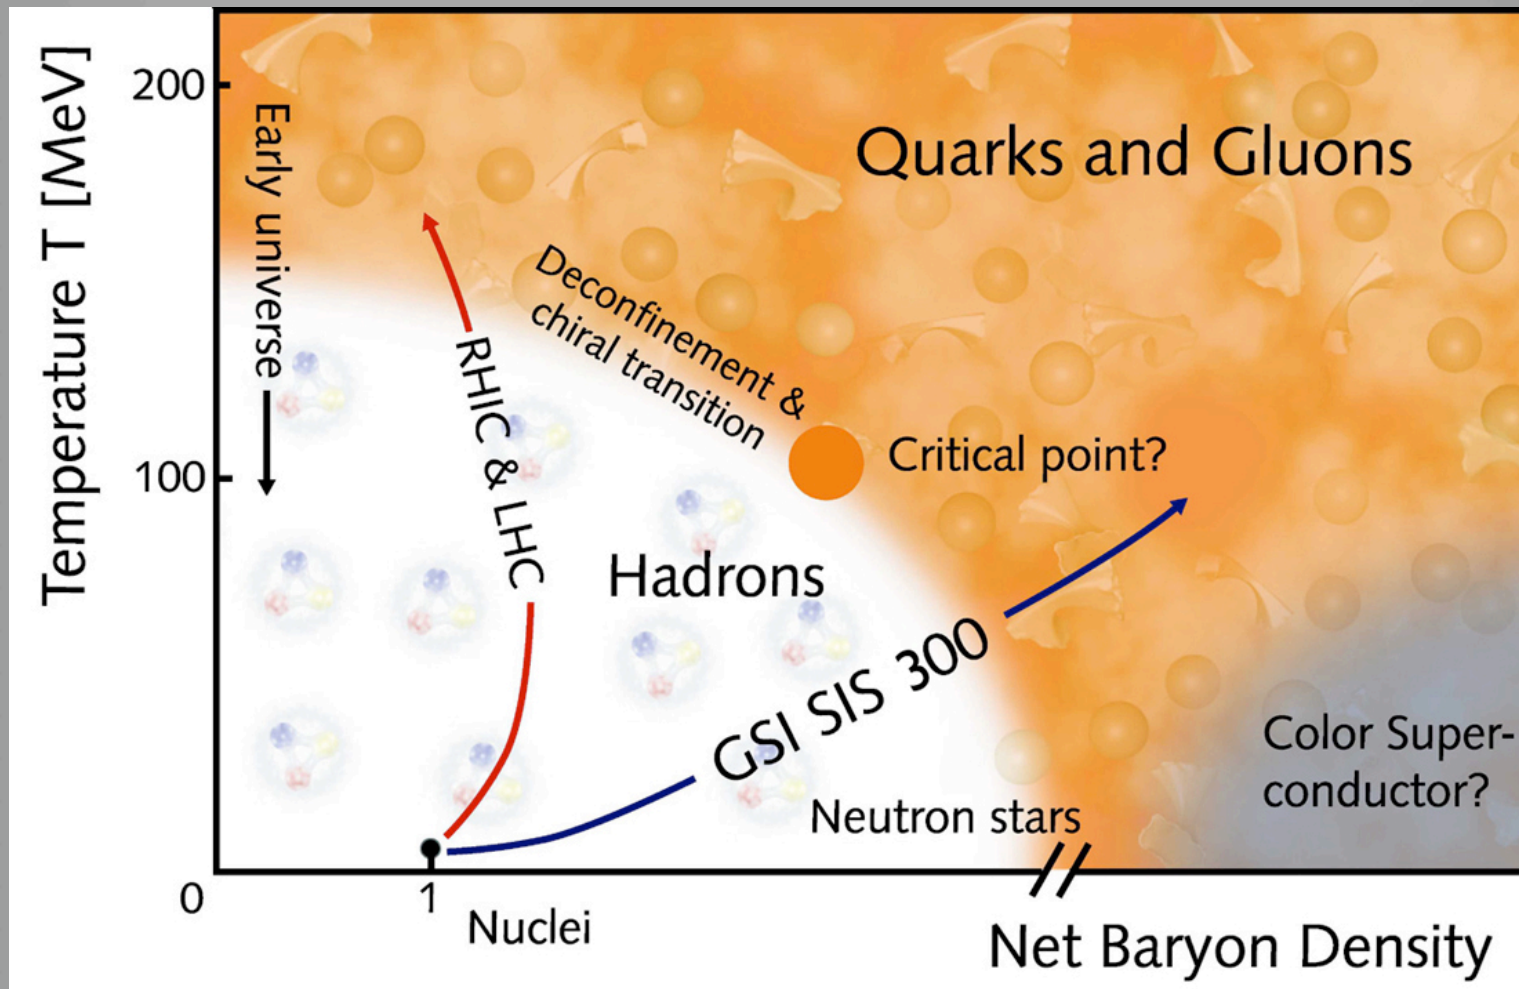 Temperature T [MeV]
200
100
0
Early universe
Quarks and Gluons
Deconfinement &
chiral transition
RHIC & LHC
Critical point?
Hadrons
GSI SIS 300
Color Super-
conductor?
Neutron stars
1
Nuclei
Net Baryon Density